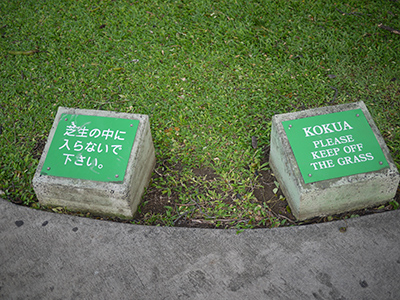 芝生の中に
入らないで
下さい。
KOKUA
PLEASE
KEEP OFF
THE GRASS